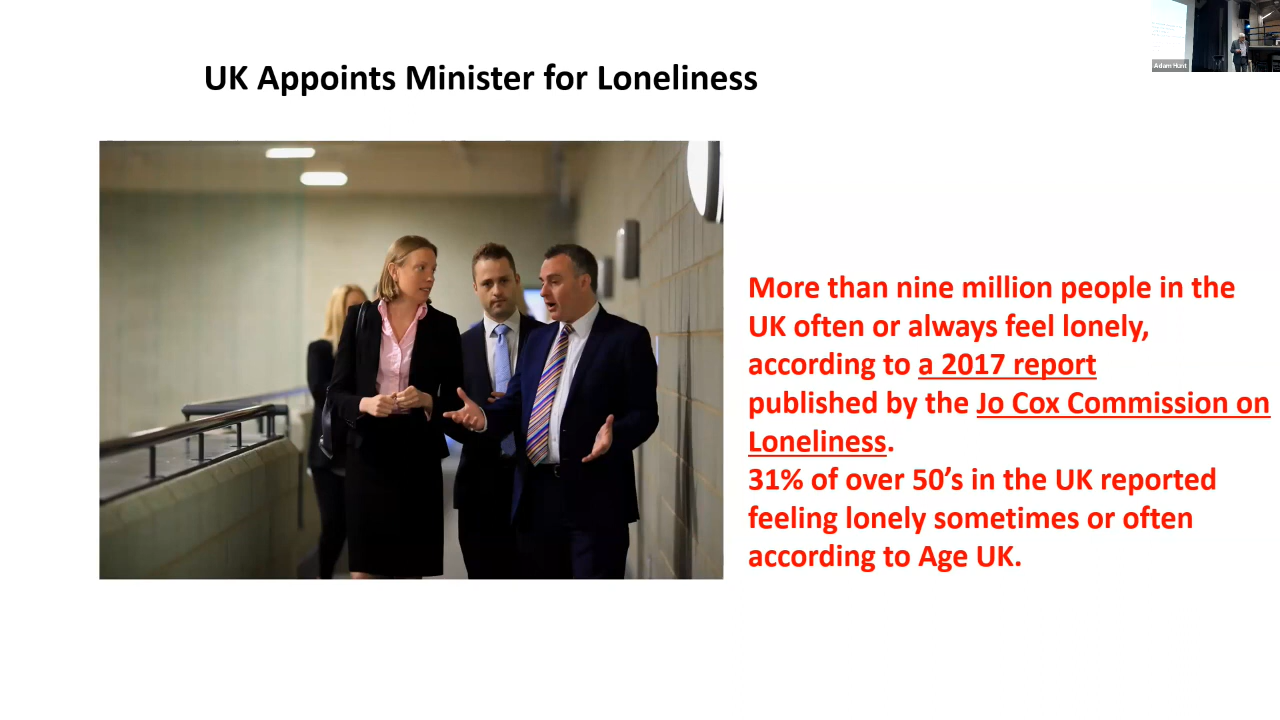 Adam Hunt
UK Appoints Minister for Loneliness
More than nine million people in the
UK often or always feel lonely,
according to a 2017 report
published by the Jo Cox Commission on
Loneliness.
31% of over 50’s in the UK reported
feeling lonely sometimes or often
according to Age UK.